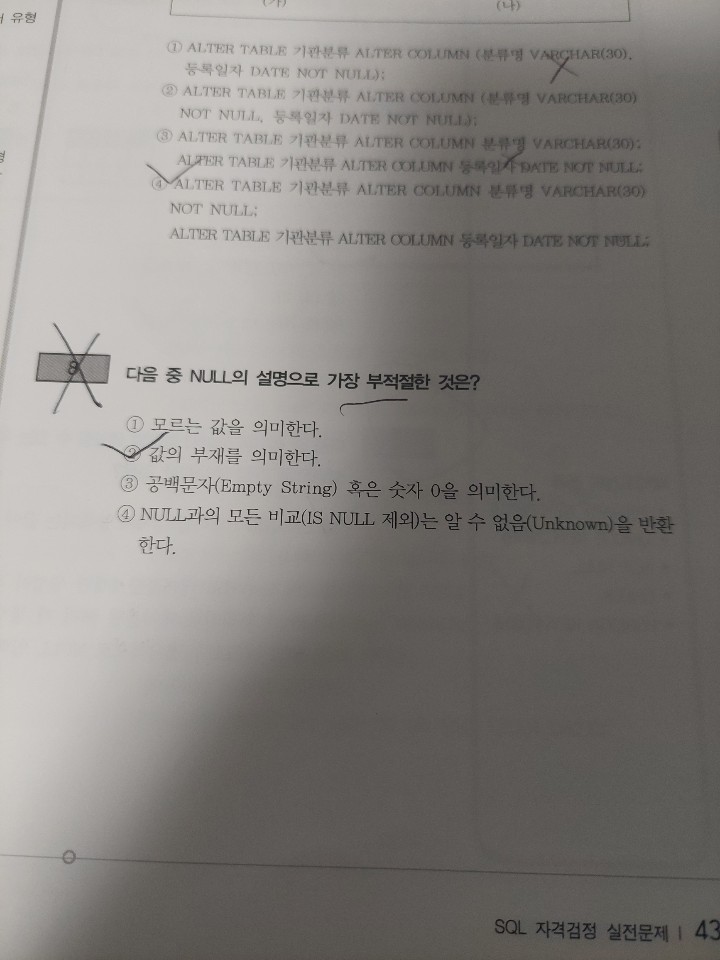 유형
(가) (나)
① ALTER TABLE 기관분류 ALTER COLUMN (분류명 VARCHAR(30),
등록일자 DATE NOT NULL);
② ALTER TABLE 기관분류 ALTER COLUMN (분류명 VARCHAR(30)
NOT NULL, 등록일자 DATE NOT NULL);
③ ALTER TABLE 기관분류 ALTER COLUMN 분류명 VARCHAR(30);
ALTER TABLE 기관분류 ALTER COLUMN 등록일자 DATE NOT NULL;
④ ALTER TABLE 기관분류 ALTER COLUMN 분류명 VARCHAR(30)
NOT NULL;
ALTER TABLE 기관분류 ALTER COLUMN 등록일자 DATE NOT NULL;
8 다음 중 NULL의 설명으로 가장 부적절한 것은?
① 모르는 값을 의미한다.
② 값의 부재를 의미한다.
③ 공백문자(Empty String) 혹은 숫자 0을 의미한다.
④ NULL과의 모든 비교(IS NULL 제외)는 알 수 없음(Unknown)을 반환
한다.
SQL 자격검정 실전문제 | 43